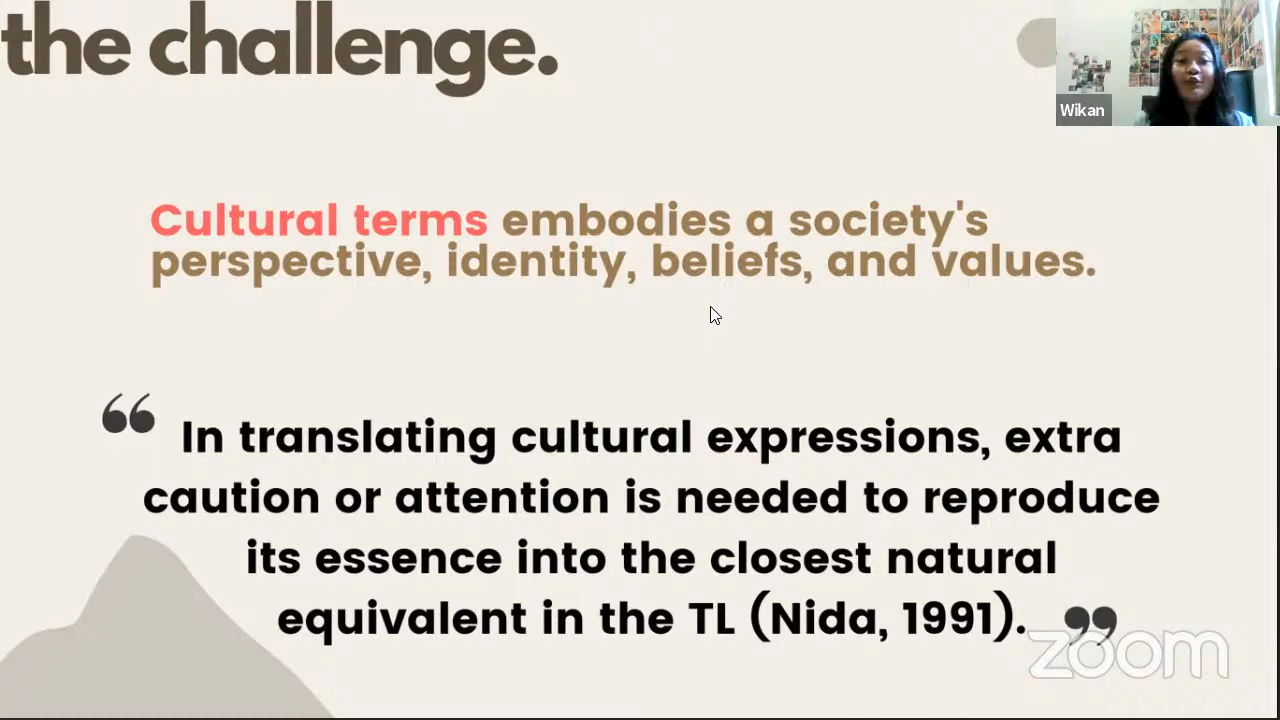 the challenge.
Wikan
Cultural terms embodies a society's
perspective, identity, beliefs, and values.
“ In translating cultural expressions, extra
caution or attention is needed to reproduce
its essence into the closest natural
equivalent in the TL (Nida, 1991). ”
zoom